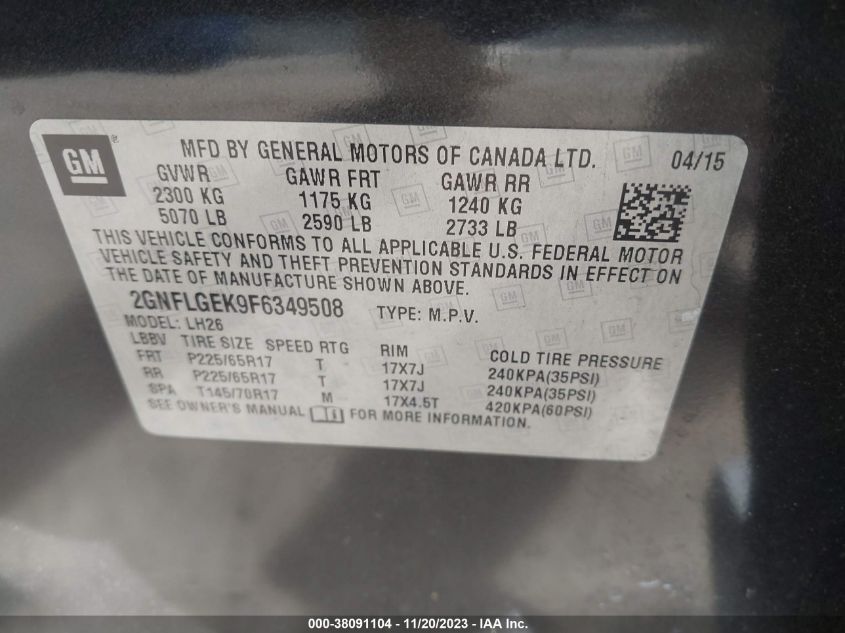 GM ® MFD BY GENERAL MOTORS OF CANADA LTD. 04/15
GVWR GAWR FRT GAWR RR
2300 KG 1175 KG 1240 KG
5070 LB 2590 LB 2733 LB
THIS VEHICLE CONFORMS TO ALL APPLICABLE U.S. FEDERAL MOTOR
VEHICLE SAFETY AND THEFT PREVENTION STANDARDS IN EFFECT ON
THE DATE OF MANUFACTURE SHOWN ABOVE.
2GNFLGEK9F6349508 TYPE: M.P.V.
MODEL: LH26
LBBV TIRE SIZE SPEED RTG RIM COLD TIRE PRESSURE
FRT P225/65R17 T 17X7J 240KPA(35PSI)
RR P225/65R17 T 17X7J 240KPA(35PSI)
SPA T145/70R17 M 17X4.5T 420KPA(60PSI)
SEE OWNER'S MANUAL FOR MORE INFORMATION.
000-38091104 - 11/20/2023 - IAA Inc.